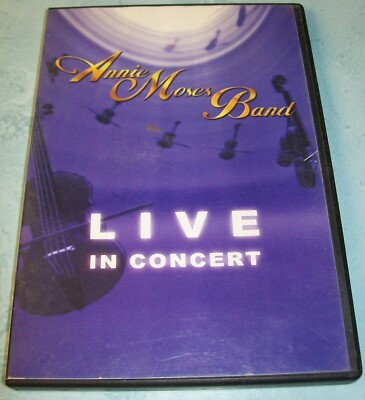 Annie Moses Band
LIVE
IN CONCERT